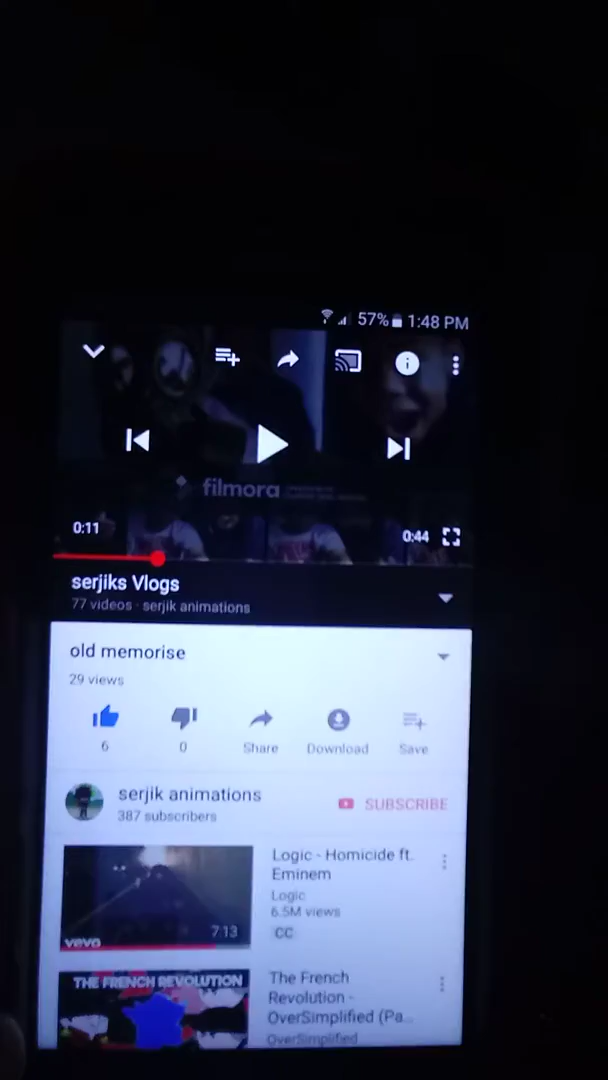 57% 1:48 PM
filmora
0:11
0:44
serjiks Vlogs
77 videos · serjik animations
old memorise
29 views
6
0
Share
Download
Save
serjik animations
387 subscribers
SUBSCRIBE
Logic - Homicide ft.
Eminem
Logic
6.5M views
CC
7:13
vevo
THE FRENCH REVOLUTION
The French
Revolution -
OverSimplified (Pa...
OverSimplified